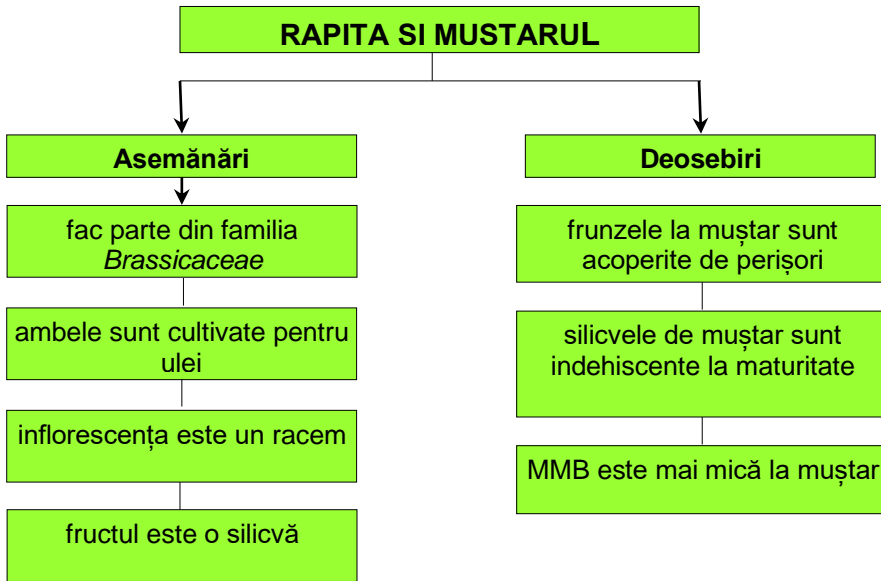 RAPITA SI MUSTARUL
Asemănări
fac parte din familia
Brassicaceae
ambele sunt cultivate pentru
ulei
inflorescența este un racem
fructul este o silicvă
Deosebiri
frunzele la muștar sunt
acoperite de perișori
silicvele de muștar sunt
indehiscente la maturitate
MMB este mai mică la muștar